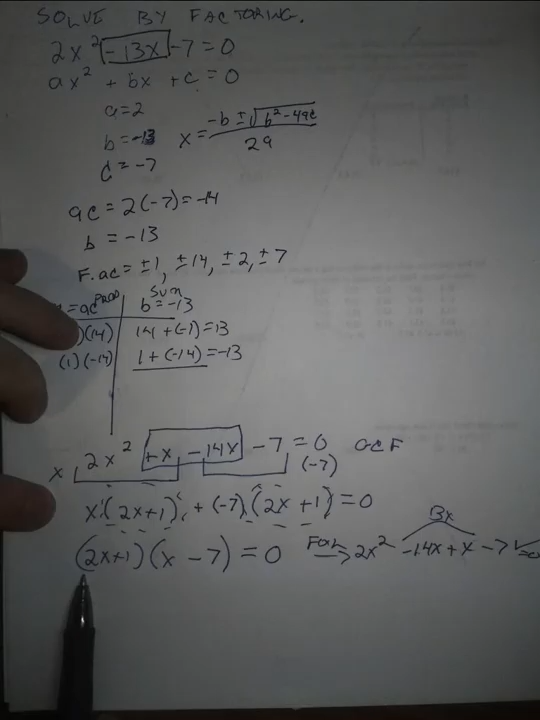 SOLVE BY FACTORING.
2x² -13x -7 = 0
ax² + bx + c = 0
a = 2
b = -13
x = (-b ± √(b² - 4ac)) / 2a
c = -7
ac = 2(-7) = -14
b = -13
F.ac = ±1, ±14, ±2, ±7
= ac PROD | SUM b = -13
)(14) | 14 + (-1) = 13
(1)(-14) | 1 + (-14) = -13
2x² +x -14x -7 = 0 acF
x (-7)
x(2x+1) + (-7)(2x+1) = 0
Bx
(2x+1)(x - 7) = 0 → 2x² -14x + x - 7 = 0